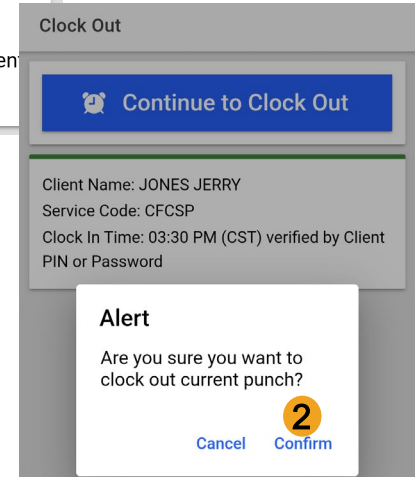 Clock Out
Continue to Clock Out
Client Name: JONES JERRY
Service Code: CFCSP
Clock In Time: 03:30 PM (CST) verified by Client
PIN or Password
Alert
Are you sure you want to
clock out current punch?
2
Cancel Confirm